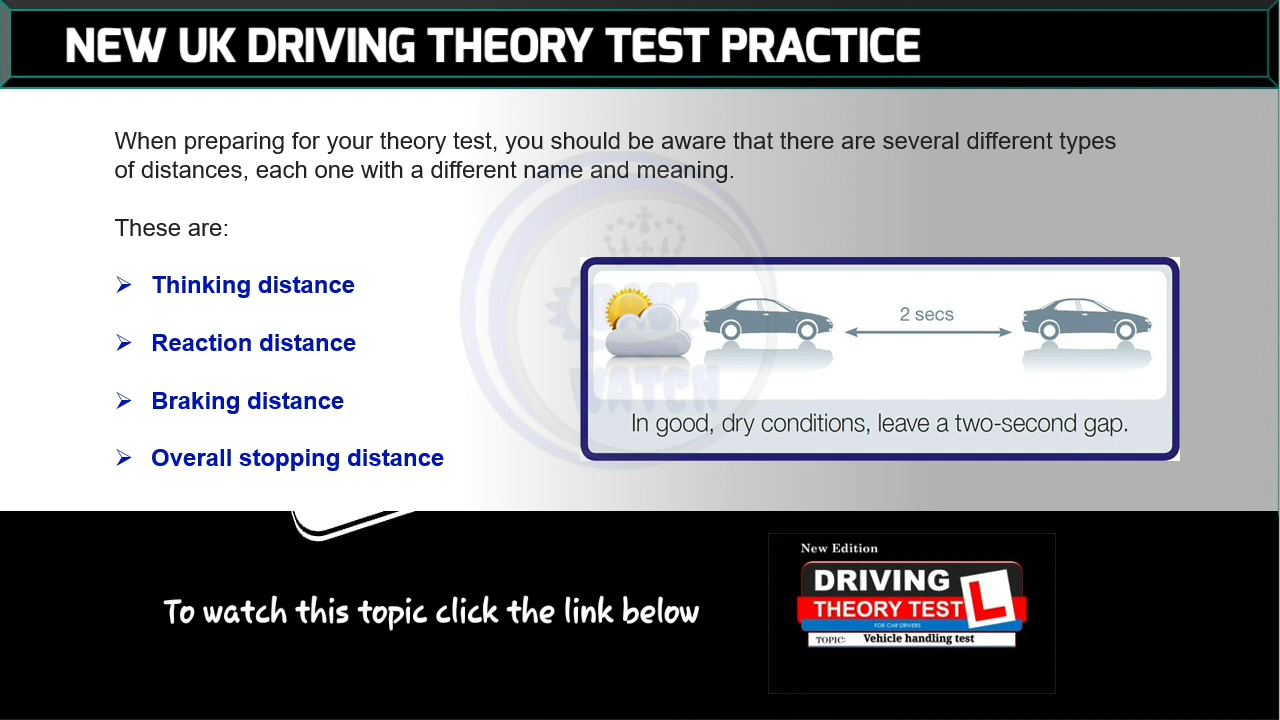 NEW UK DRIVING THEORY TEST PRACTICE
When preparing for your theory test, you should be aware that there are several different types
of distances, each one with a different name and meaning.
These are:
Thinking distance
Reaction distance
Braking distance
Overall stopping distance
2 secs
In good, dry conditions, leave a two-second gap.
WATCH
To watch this topic click the link below
New Edition
DRIVING
THEORY TEST
L
FOR CAR DRIVERS
TOPIC: Vehicle handling test